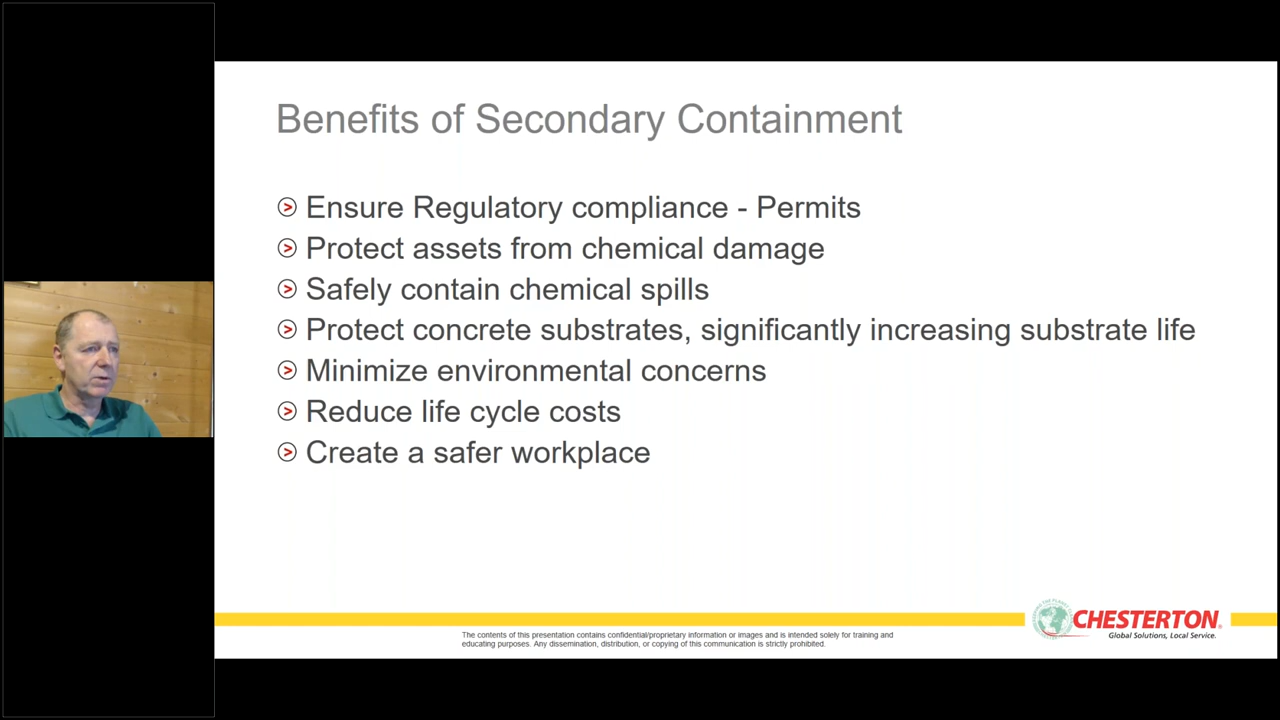 Benefits of Secondary Containment
Ensure Regulatory compliance - Permits
Protect assets from chemical damage
Safely contain chemical spills
Protect concrete substrates, significantly increasing substrate life
Minimize environmental concerns
Reduce life cycle costs
Create a safer workplace
CHESTERTON®
Global Solutions, Local Service.
The contents of this presentation contains confidential/proprietary information or images and is intended solely for training and
educating purposes. Any dissemination, distribution, or copying of this communication is strictly prohibited.